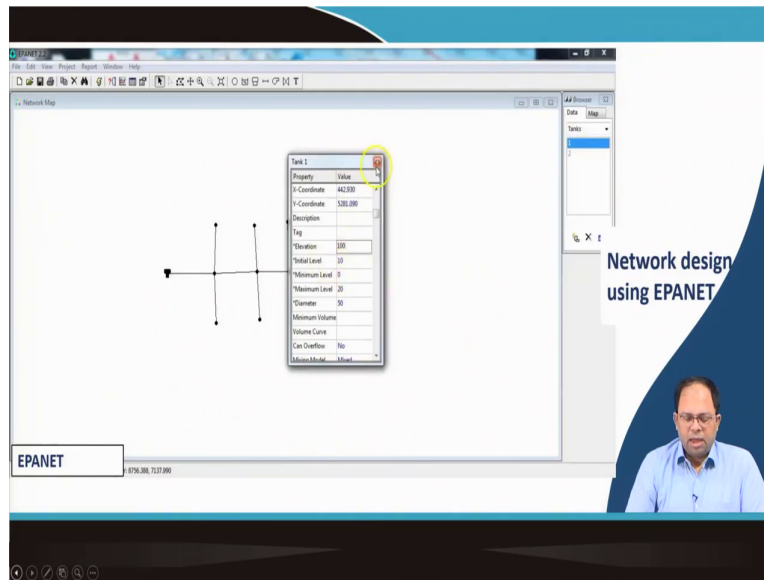 EPANET 2.2
File Edit View Project Report Window Help
Network Map
Browser
Data Map
Tanks
1
2
Tank 1
Property Value
X-Coordinate 442.930
Y-Coordinate 5281.090
Description
Tag
*Elevation 100
*Initial Level 10
*Minimum Level 0
*Maximum Level 20
*Diameter 50
Minimum Volume
Volume Curve
Can Overflow No
Mixing Model Mixed
Network design
using EPANET
EPANET
8756.388, 7137.990